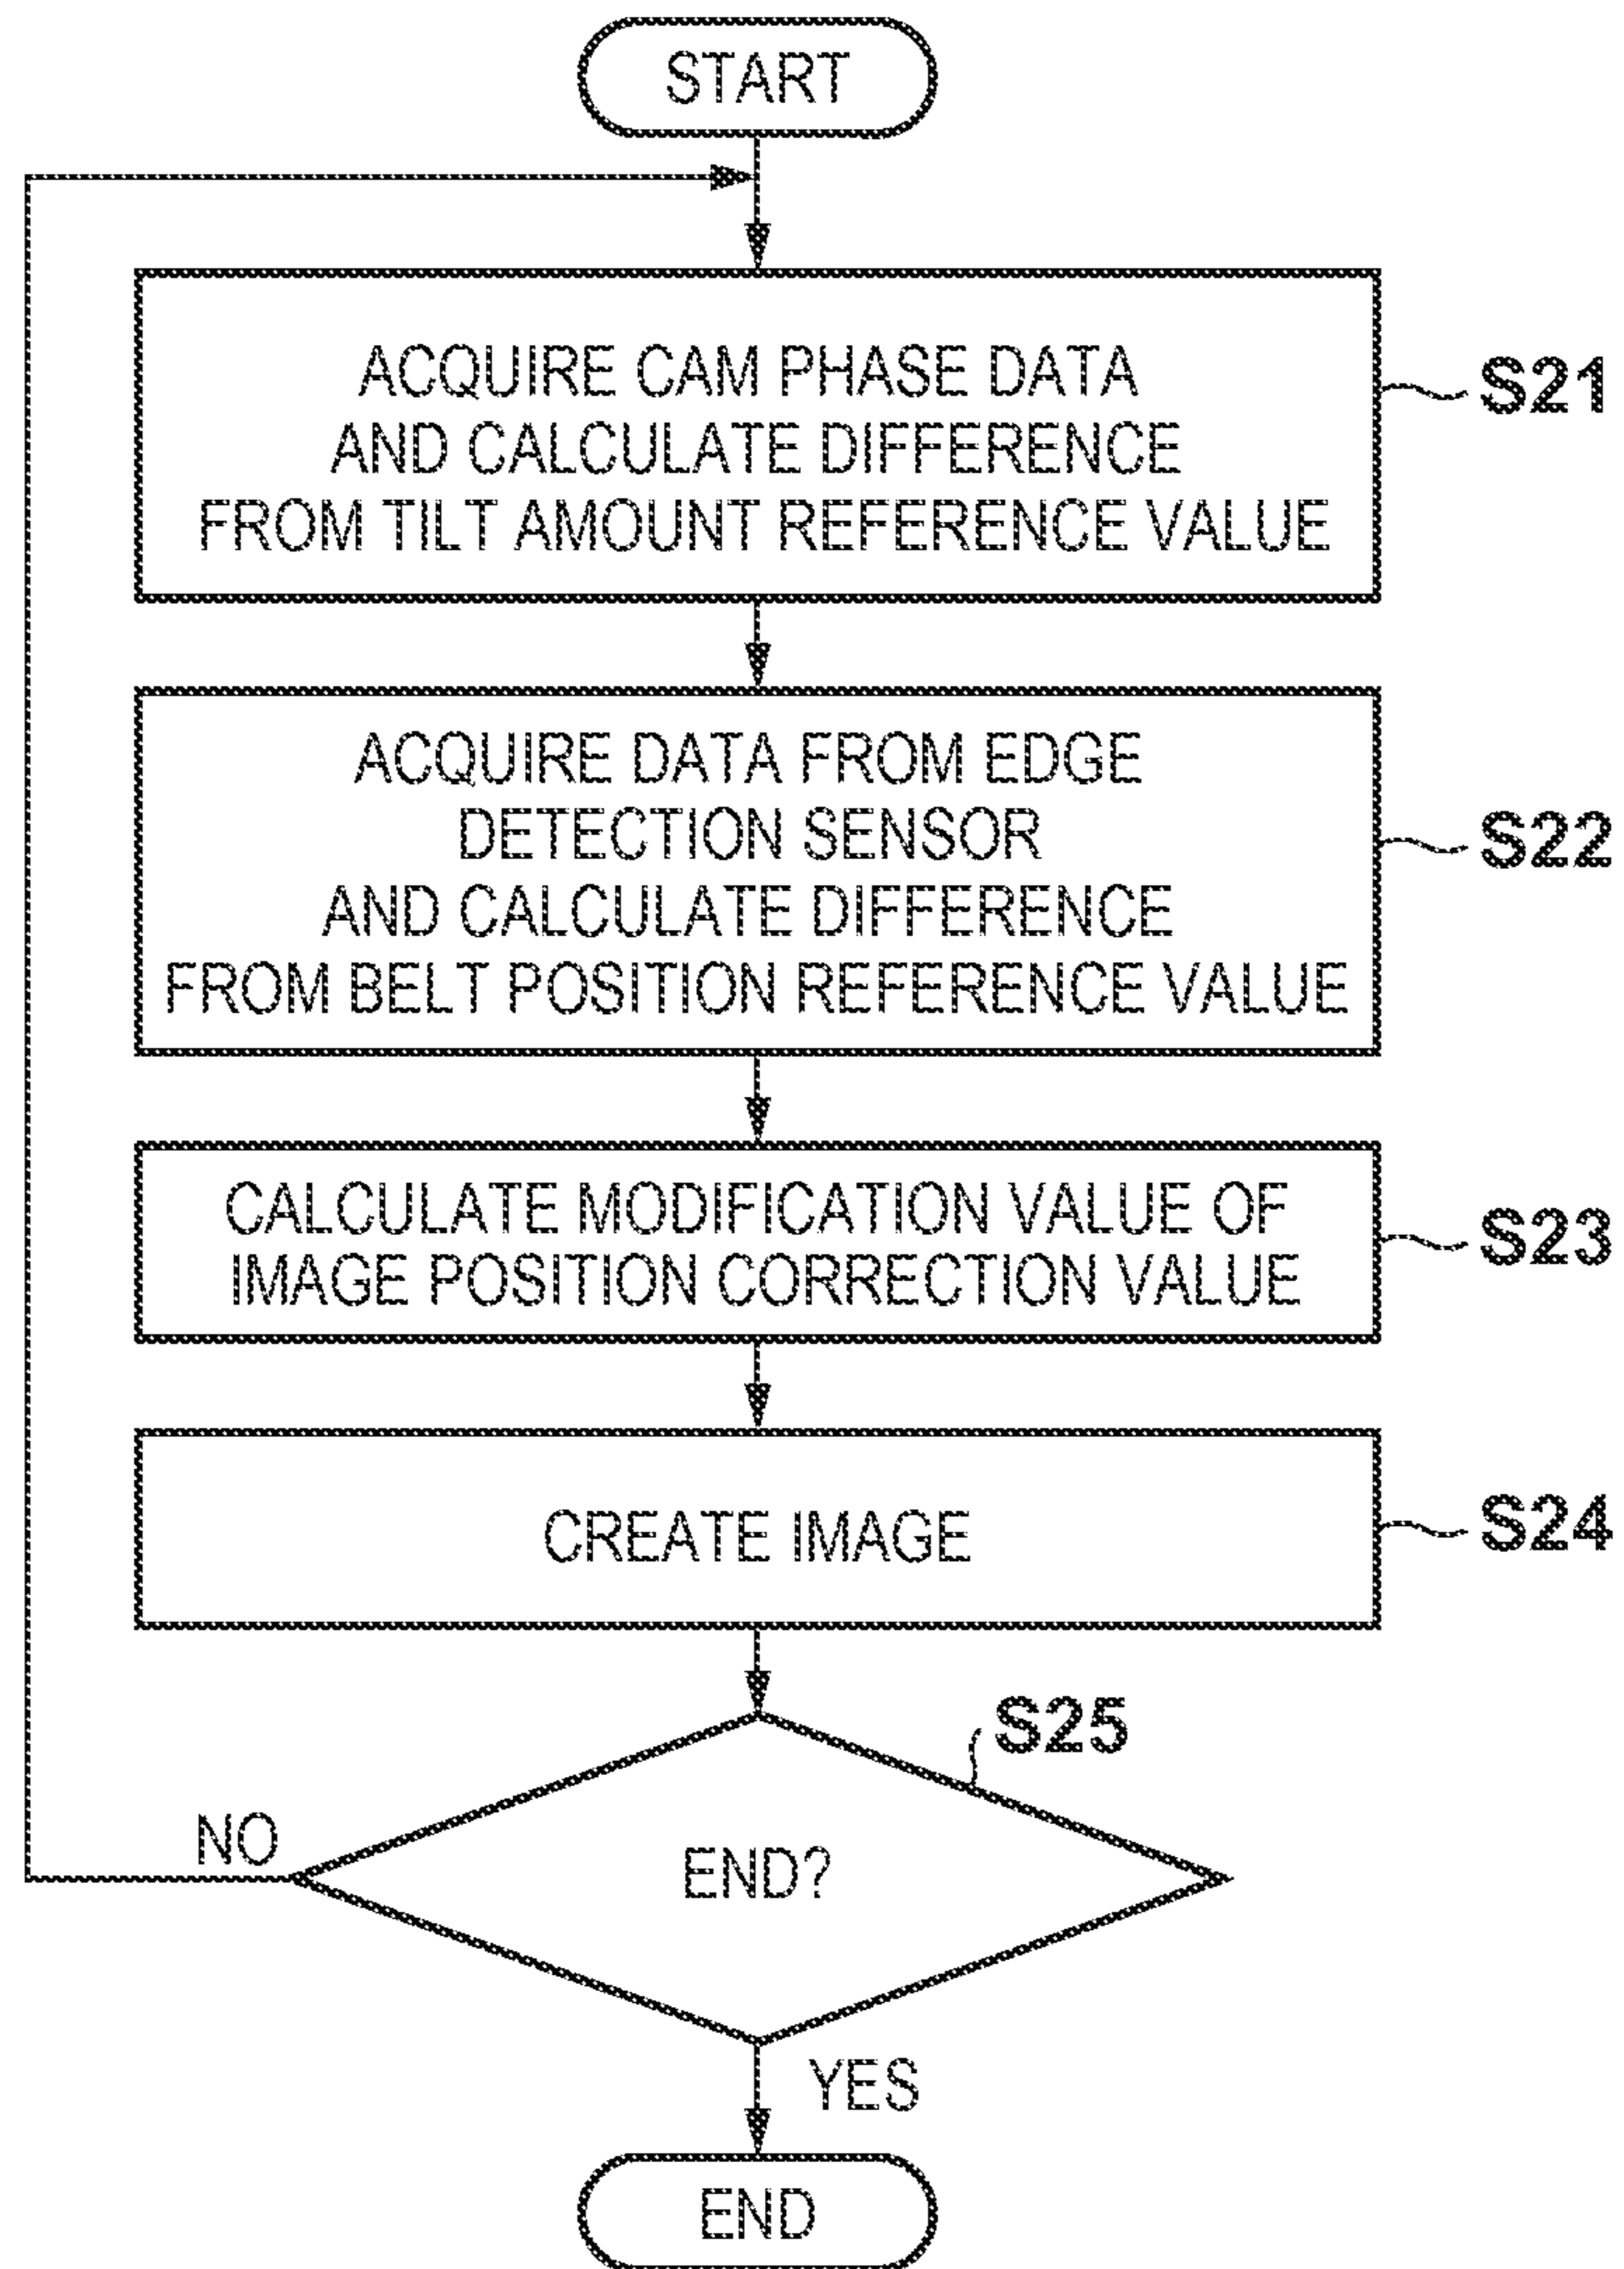 START
ACQUIRE CAM PHASE DATA
AND CALCULATE DIFFERENCE
FROM TILT AMOUNT REFERENCE VALUE
S21
ACQUIRE DATA FROM EDGE
DETECTION SENSOR
AND CALCULATE DIFFERENCE
FROM BELT POSITION REFERENCE VALUE
S22
CALCULATE MODIFICATION VALUE OF
IMAGE POSITION CORRECTION VALUE
S23
CREATE IMAGE
S24
S25
NO
END?
YES
END